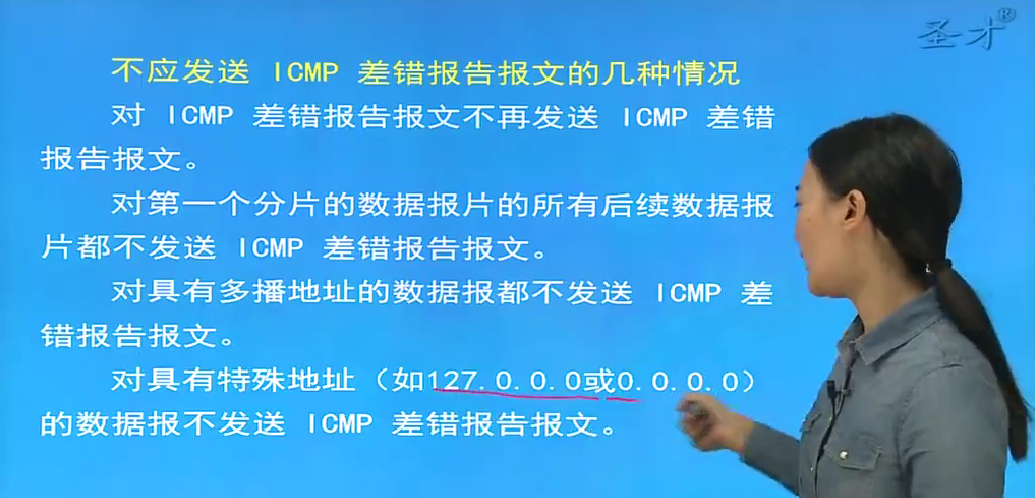 圣才®
不应发送 ICMP 差错报告报文的几种情况
对 ICMP 差错报告报文不再发送 ICMP 差错
报告报文。
对第一个分片的数据报片的所有后续数据报
片都不发送 ICMP 差错报告报文。
对具有多播地址的数据报都不发送 ICMP 差
错报告报文。
对具有特殊地址（如127.0.0.0或0.0.0.0）
的数据报不发送 ICMP 差错报告报文。